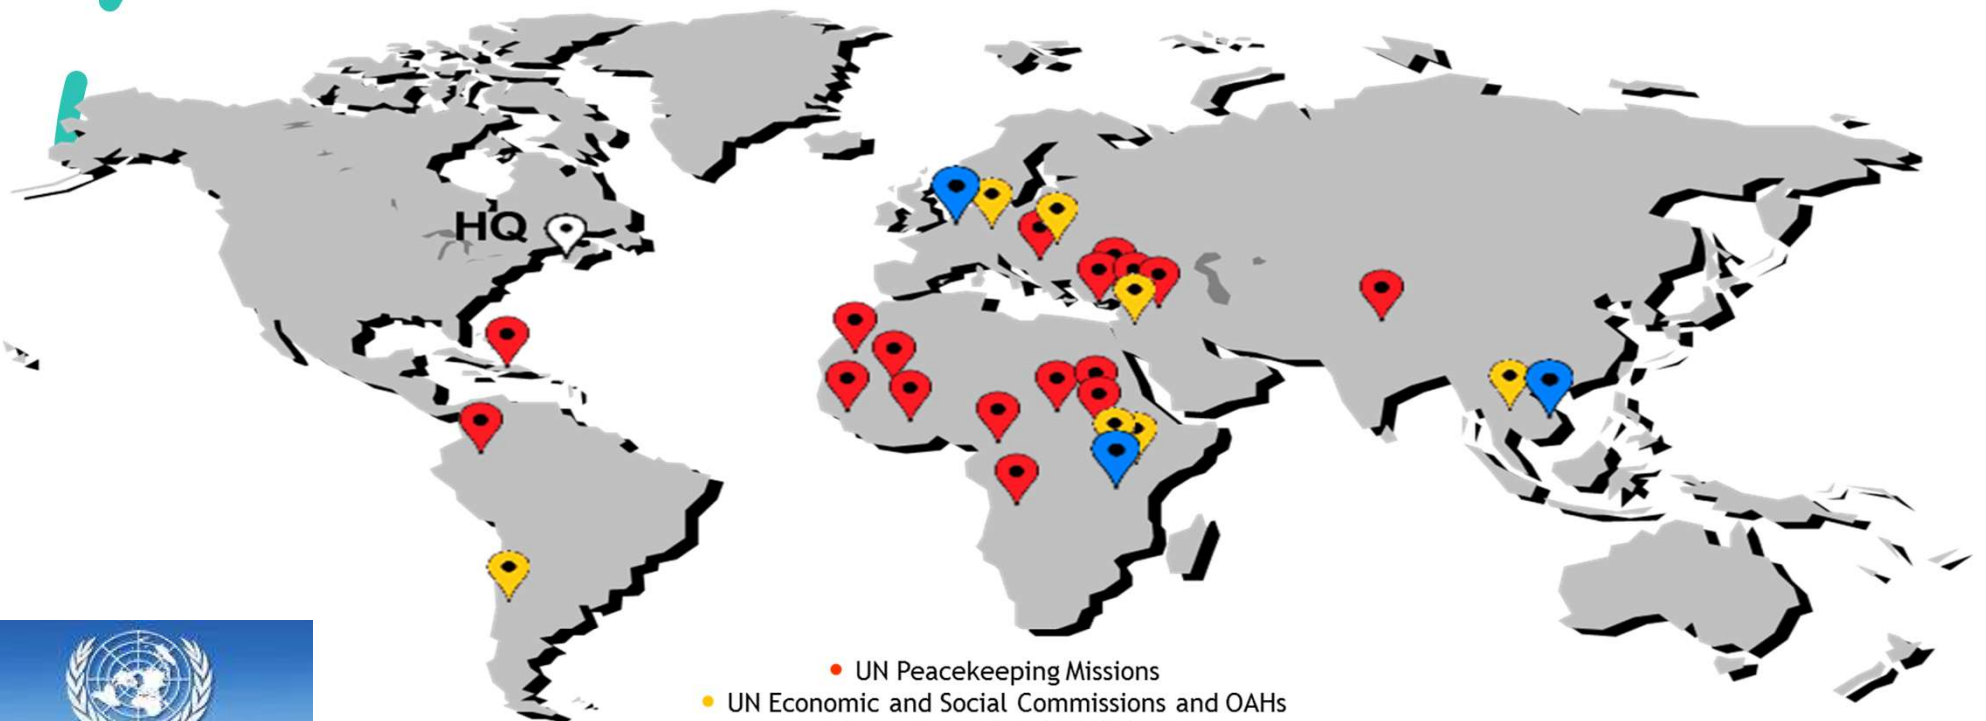 HQ
• UN Peacekeeping Missions
• UN Economic and Social Commissions and OAHs